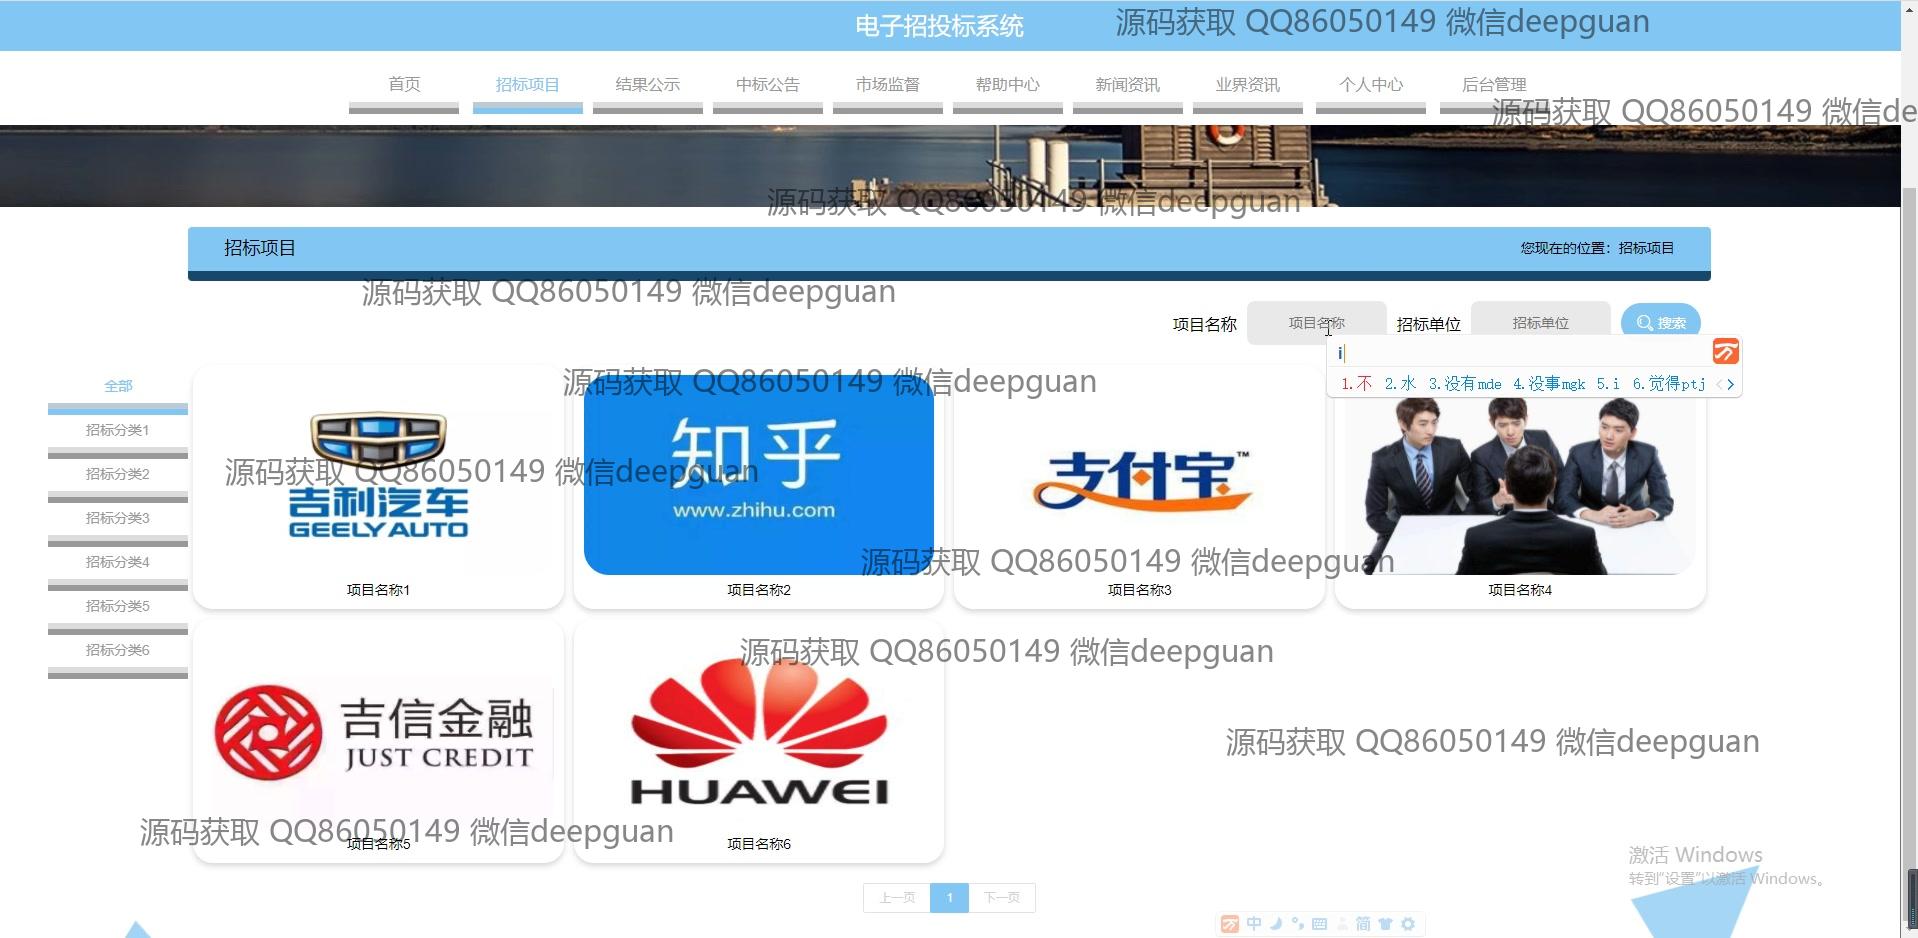 电子招投标系统
源码获取 QQ86050149 微信deepguan
首页 招标项目 结果公示 中标公告 市场监督 帮助中心 新闻资讯 业界资讯 个人中心 后台管理
源码获取 QQ86050149 微信de
源码获取 QQ86050149 微信deepguan
招标项目 您现在的位置：招标项目
源码获取 QQ86050149 微信deepguan
项目名称 项目名称 招标单位 招标单位 搜索
i
1.不 2.水 3.没有mde 4.没事mgk 5.i 6.觉得ptj
源码获取 QQ86050149 微信deepguan
全部
招标分类1
招标分类2
招标分类3
招标分类4
招标分类5
招标分类6
源码获取 QQ86050149 微信deepguan
吉利汽车
GEELY AUTO
知乎
www.zhihu.com
支付宝™
源码获取 QQ86050149 微信deepguan
项目名称1 项目名称2 项目名称3 项目名称4
源码获取 QQ86050149 微信deepguan
吉信金融
JUST CREDIT
HUAWEI
源码获取 QQ86050149 微信deepguan
源码获取 QQ86050149 微信deepguan
项目名称5 项目名称6
激活 Windows
转到"设置"以激活 Windows。
上一页 1 下一页
中 简